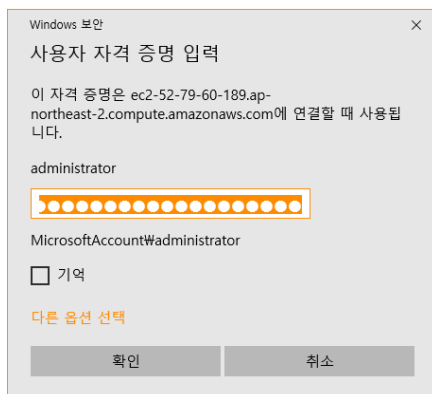 Windows 보안
사용자 자격 증명 입력
이 자격 증명은 ec2-52-79-60-189.ap-
northeast-2.compute.amazonaws.com에 연결할 때 사용됩
니다.
administrator
MicrosoftAccount₩administrator
기억
다른 옵션 선택
확인
취소